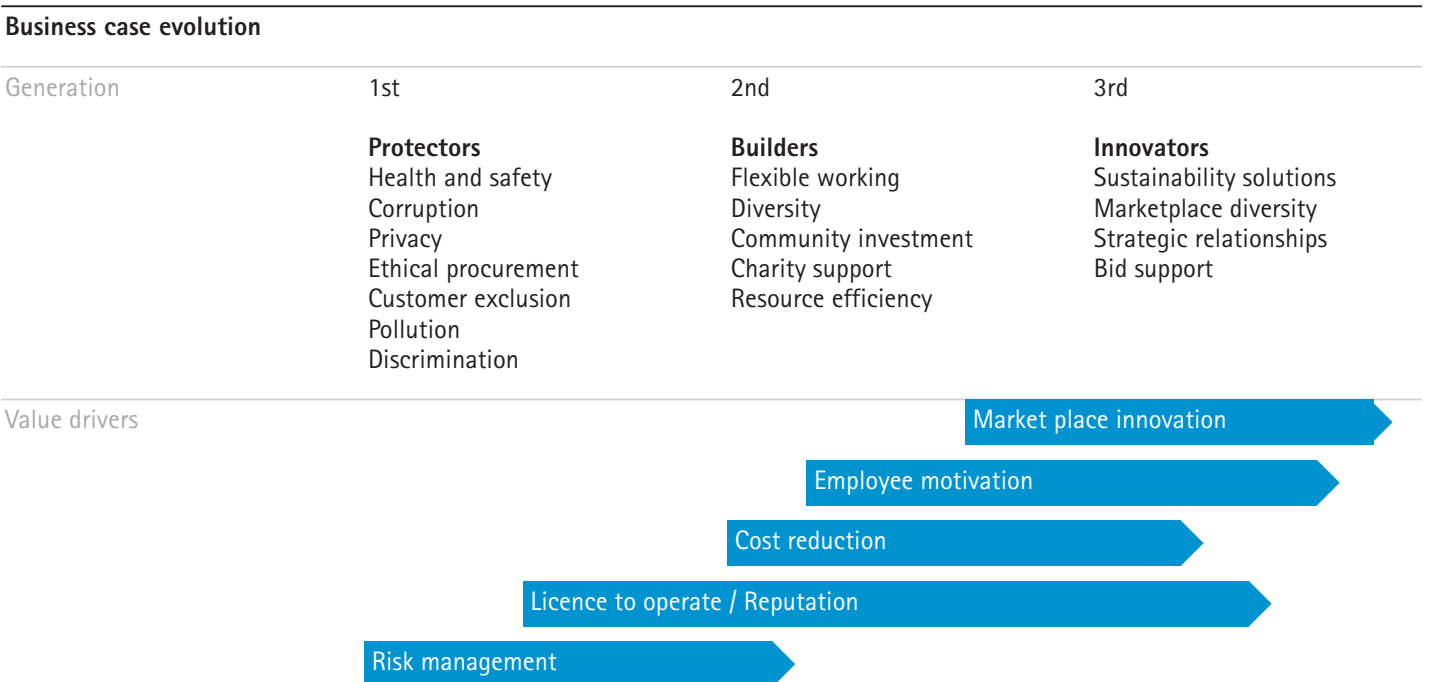 Business case evolution
Generation
1st
2nd
3rd
Protectors
Health and safety
Corruption
Privacy
Ethical procurement
Customer exclusion
Pollution
Discrimination
Builders
Flexible working
Diversity
Community investment
Charity support
Resource efficiency
Innovators
Sustainability solutions
Marketplace diversity
Strategic relationships
Bid support
Value drivers
Market place innovation
Employee motivation
Cost reduction
Licence to operate / Reputation
Risk management